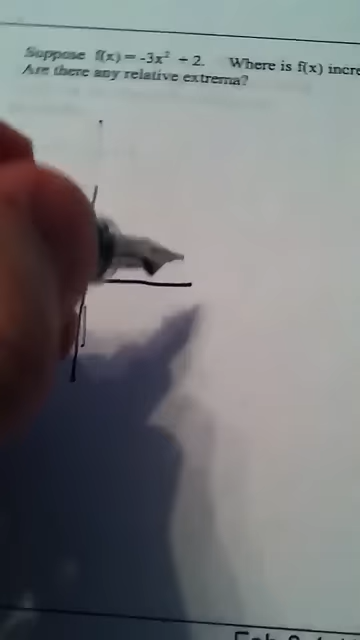 Suppose f(x) = -3x² + 2. Where is f(x) incre
Are there any relative extrema?